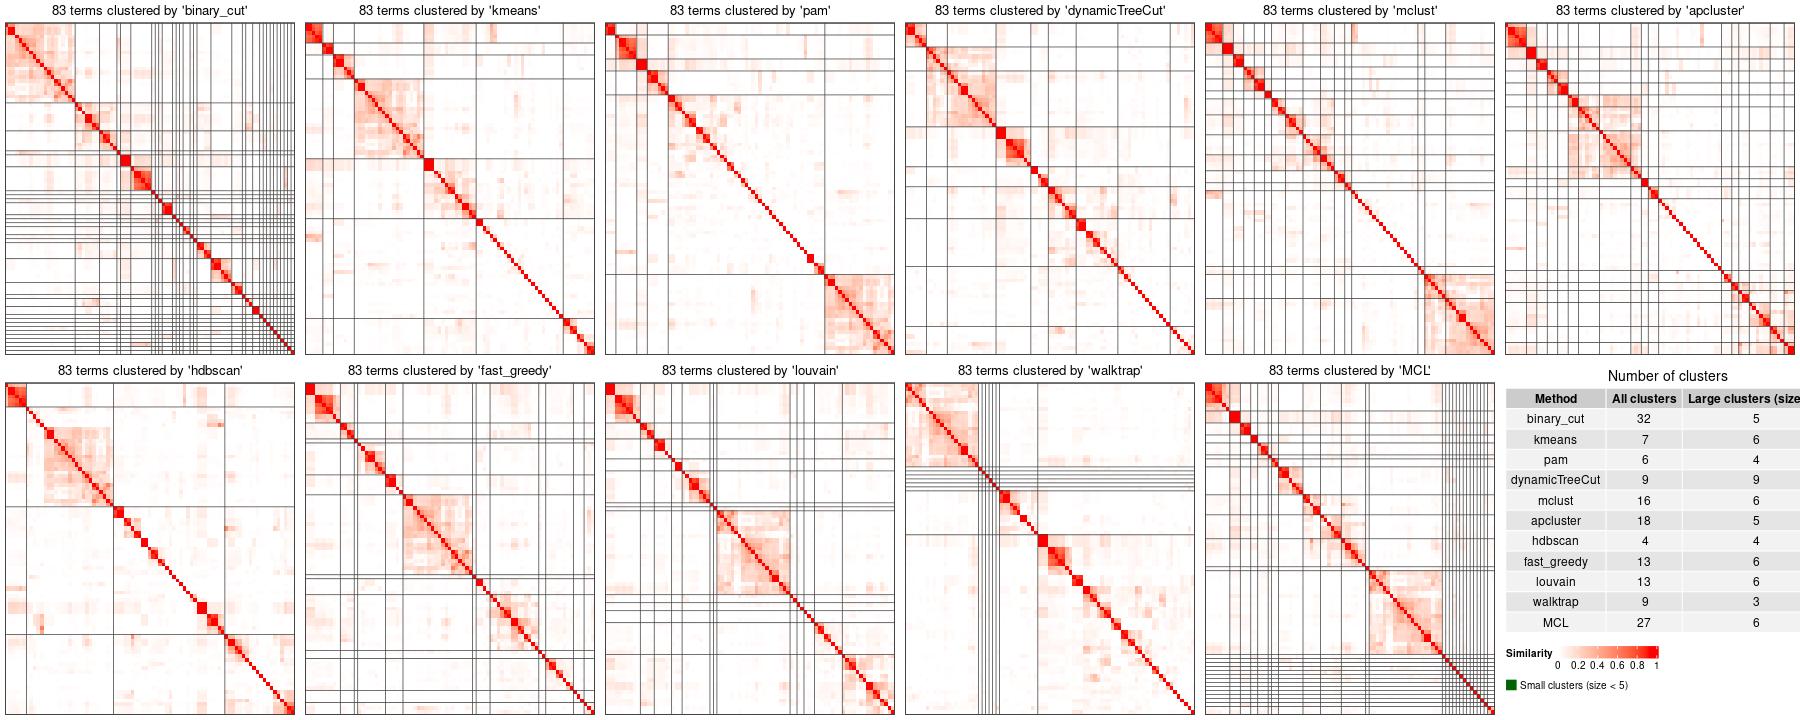 83 terms clustered by 'binary_cut'
83 terms clustered by 'kmeans'
83 terms clustered by 'pam'
83 terms clustered by 'dynamicTreeCut'
83 terms clustered by 'mclust'
83 terms clustered by 'apcluster'
83 terms clustered by 'hdbscan'
83 terms clustered by 'fast_greedy'
83 terms clustered by 'louvain'
83 terms clustered by 'walktrap'
83 terms clustered by 'MCL'
Number of clusters
Method All clusters Large clusters (size
binary_cut 32 5
kmeans 7 6
pam 6 4
dynamicTreeCut 9 9
mclust 16 6
apcluster 18 5
hdbscan 4 4
fast_greedy 13 6
louvain 13 6
walktrap 9 3
MCL 27 6
Similarity
0 0.2 0.4 0.6 0.8 1
Small clusters (size < 5)